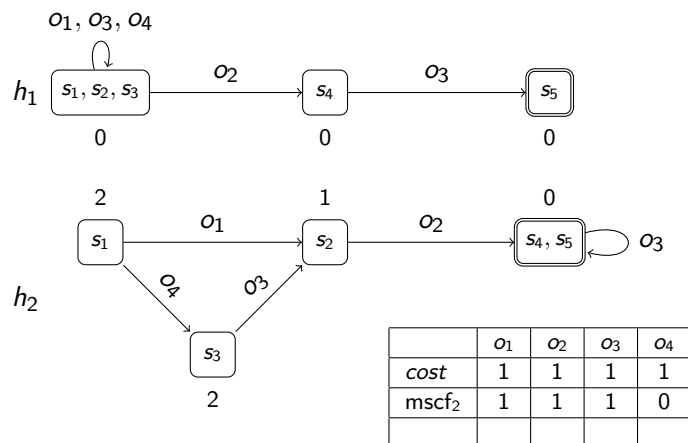 o₁, o₃, o₄
h₁
s₁, s₂, s₃
o₂
s₄
o₃
s₅
0
0
0
2
1
0
h₂
s₁
o₁
s₂
o₂
s₄, s₅
o₃
o₄
o₃
s₃
2
o₁ o₂ o₃ o₄
cost 1 1 1 1
mscf₂ 1 1 1 0